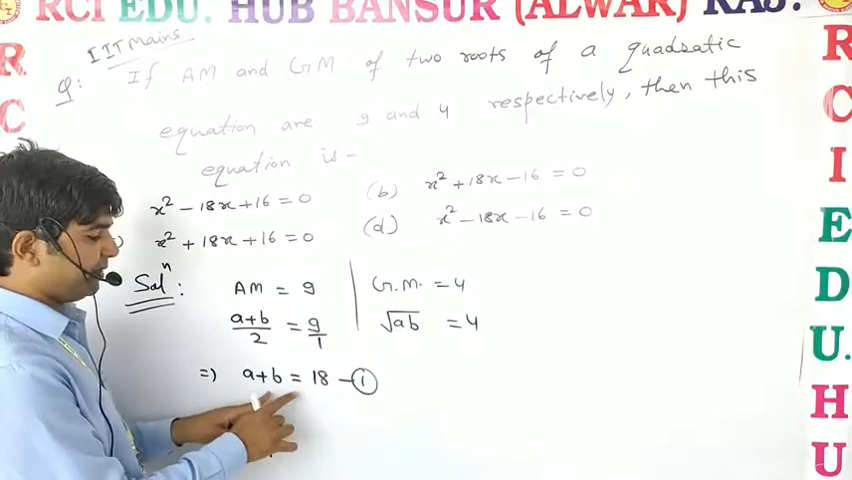 RCI EDU. HUB BANSUR (ALWAR) RAJ.
IIT Mains
Q: If AM and GM of two roots of a quadratic
equation are 9 and 4 respectively, then this
equation is -
x² - 18x + 16 = 0 (b) x² + 18x - 16 = 0
) x² + 18x + 16 = 0 (d) x² - 18x - 16 = 0
Solⁿ : AM = 9 G.M. = 4
(a+b)/2 = 9/1 √ab = 4
=) a+b = 18 - ①
R
C
R
C
I
E
D
U.
H
U